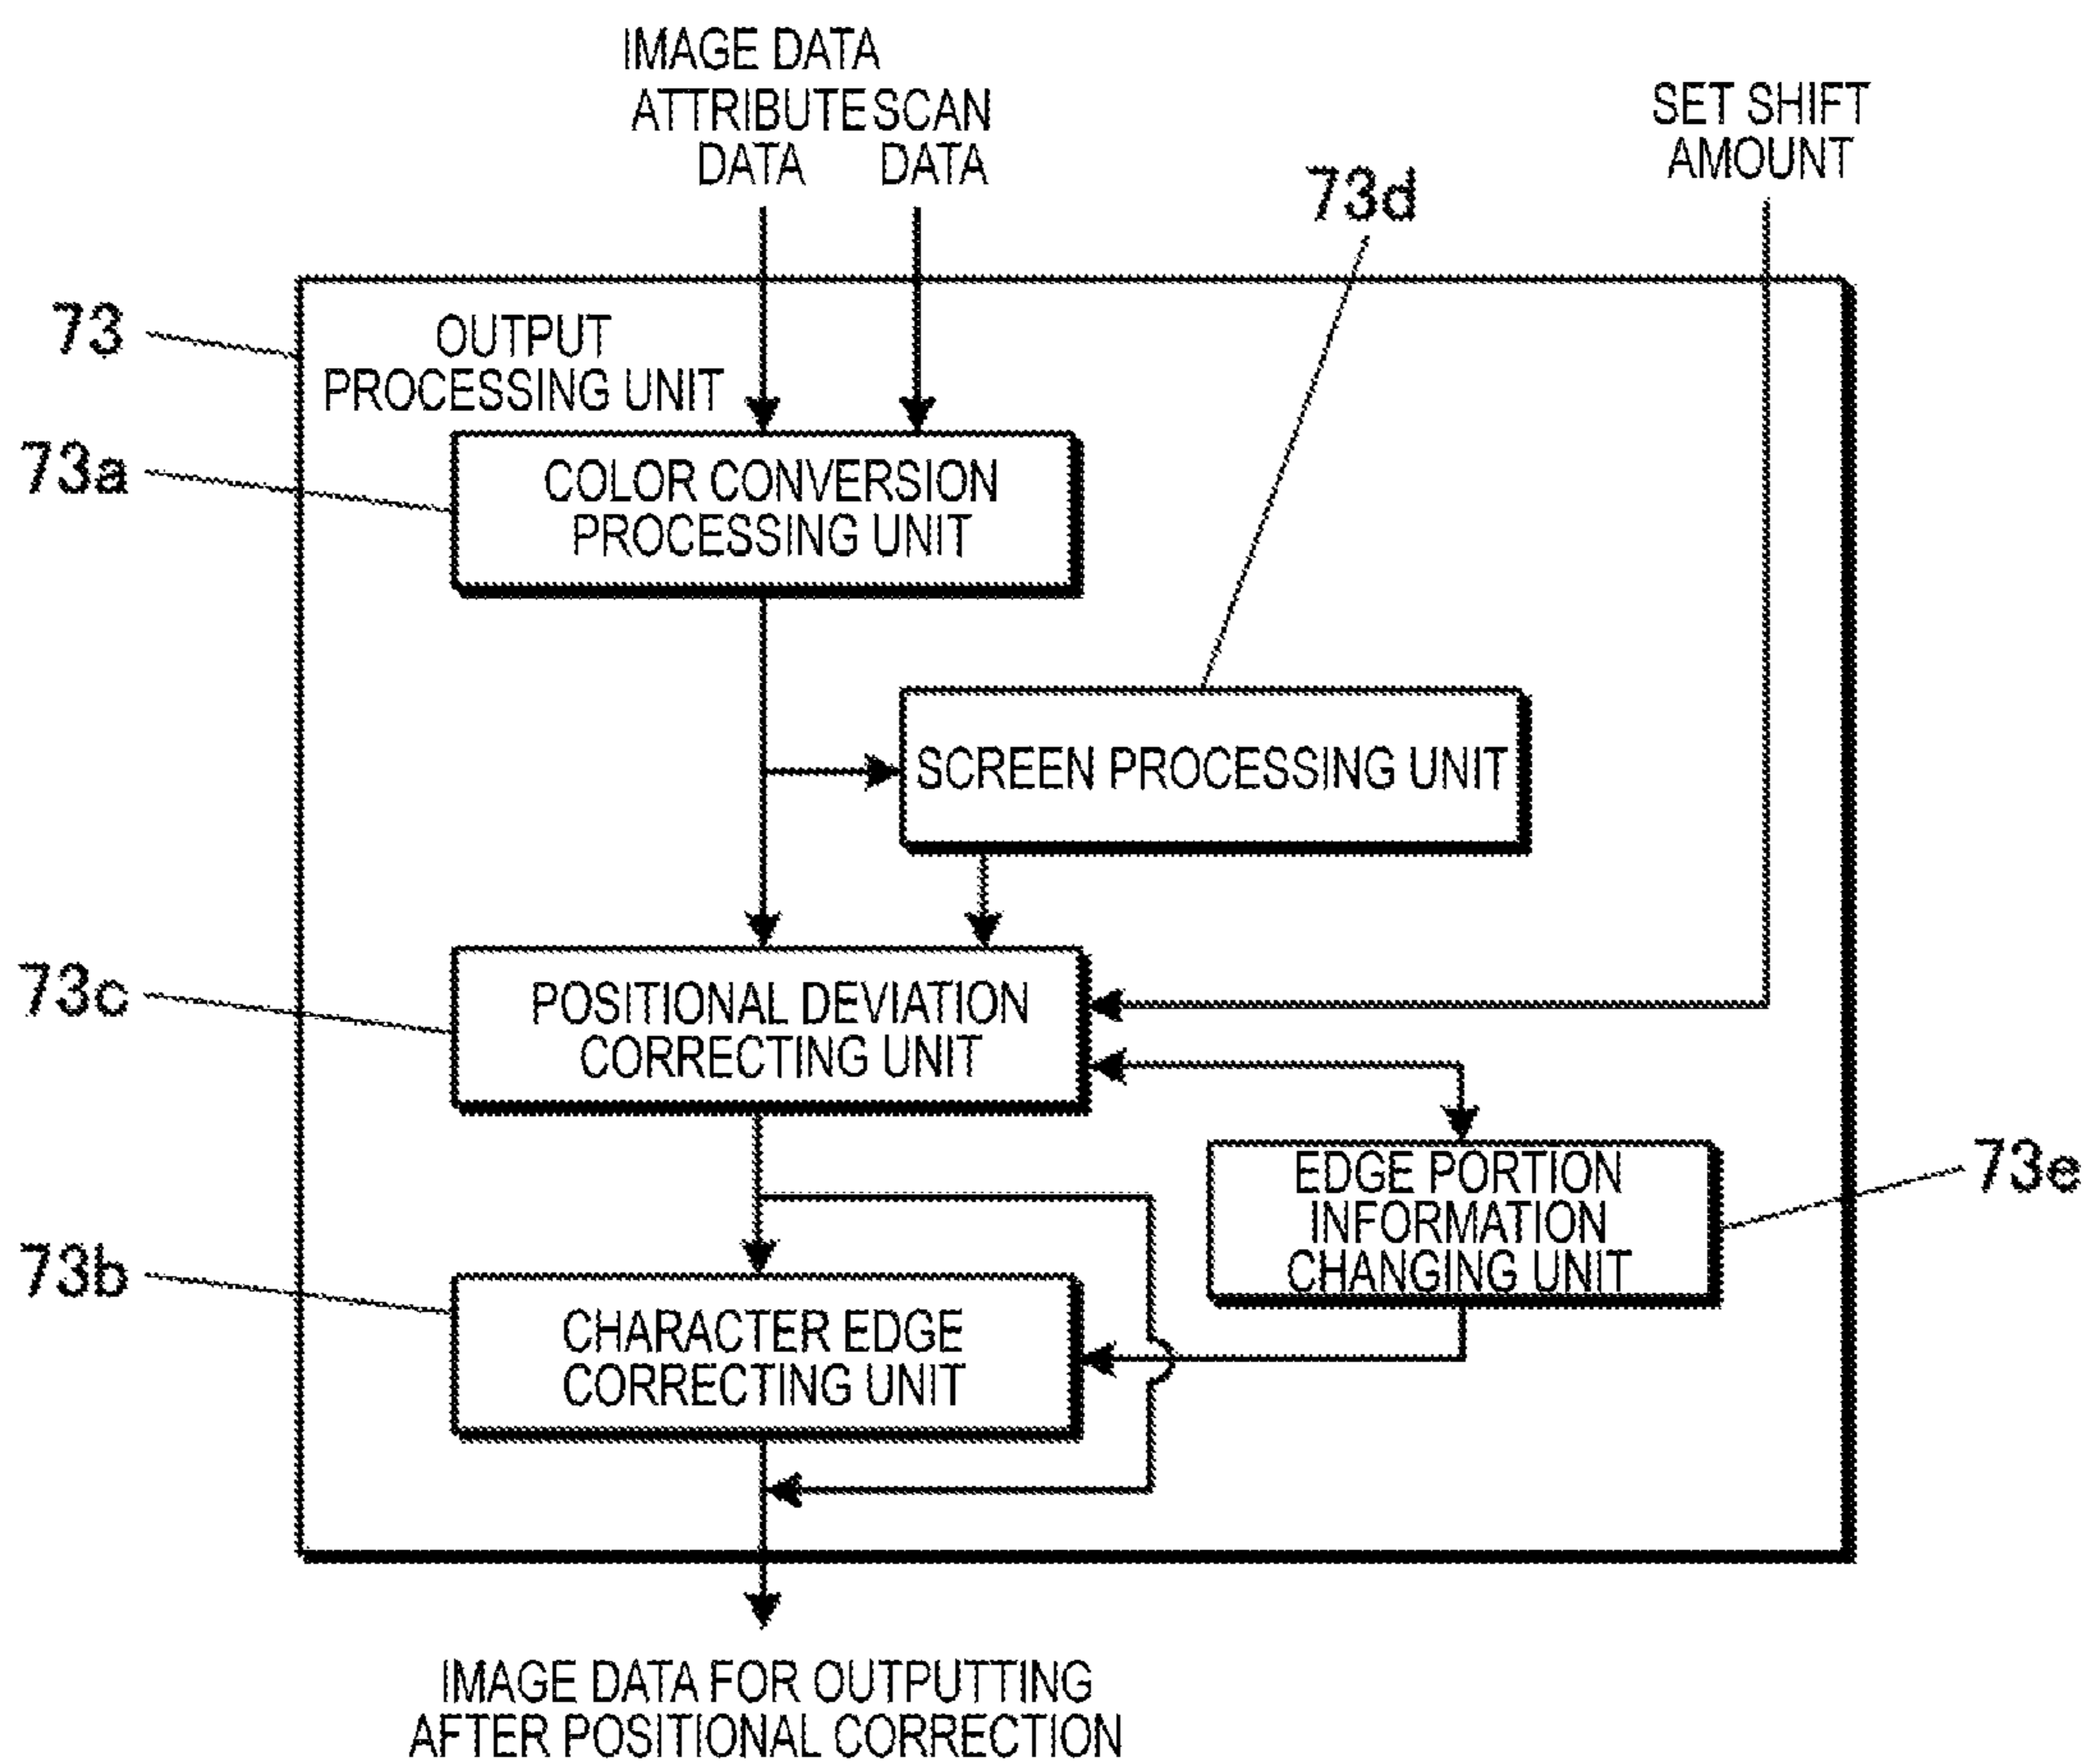 IMAGE DATA
ATTRIBUTE SCAN
DATA DATA
SET SHIFT
AMOUNT
73d
73
OUTPUT
PROCESSING UNIT
73a
COLOR CONVERSION
PROCESSING UNIT
SCREEN PROCESSING UNIT
73c
POSITIONAL DEVIATION
CORRECTING UNIT
EDGE PORTION
INFORMATION
CHANGING UNIT
73e
73b
CHARACTER EDGE
CORRECTING UNIT
IMAGE DATA FOR OUTPUTTING
AFTER POSITIONAL CORRECTION